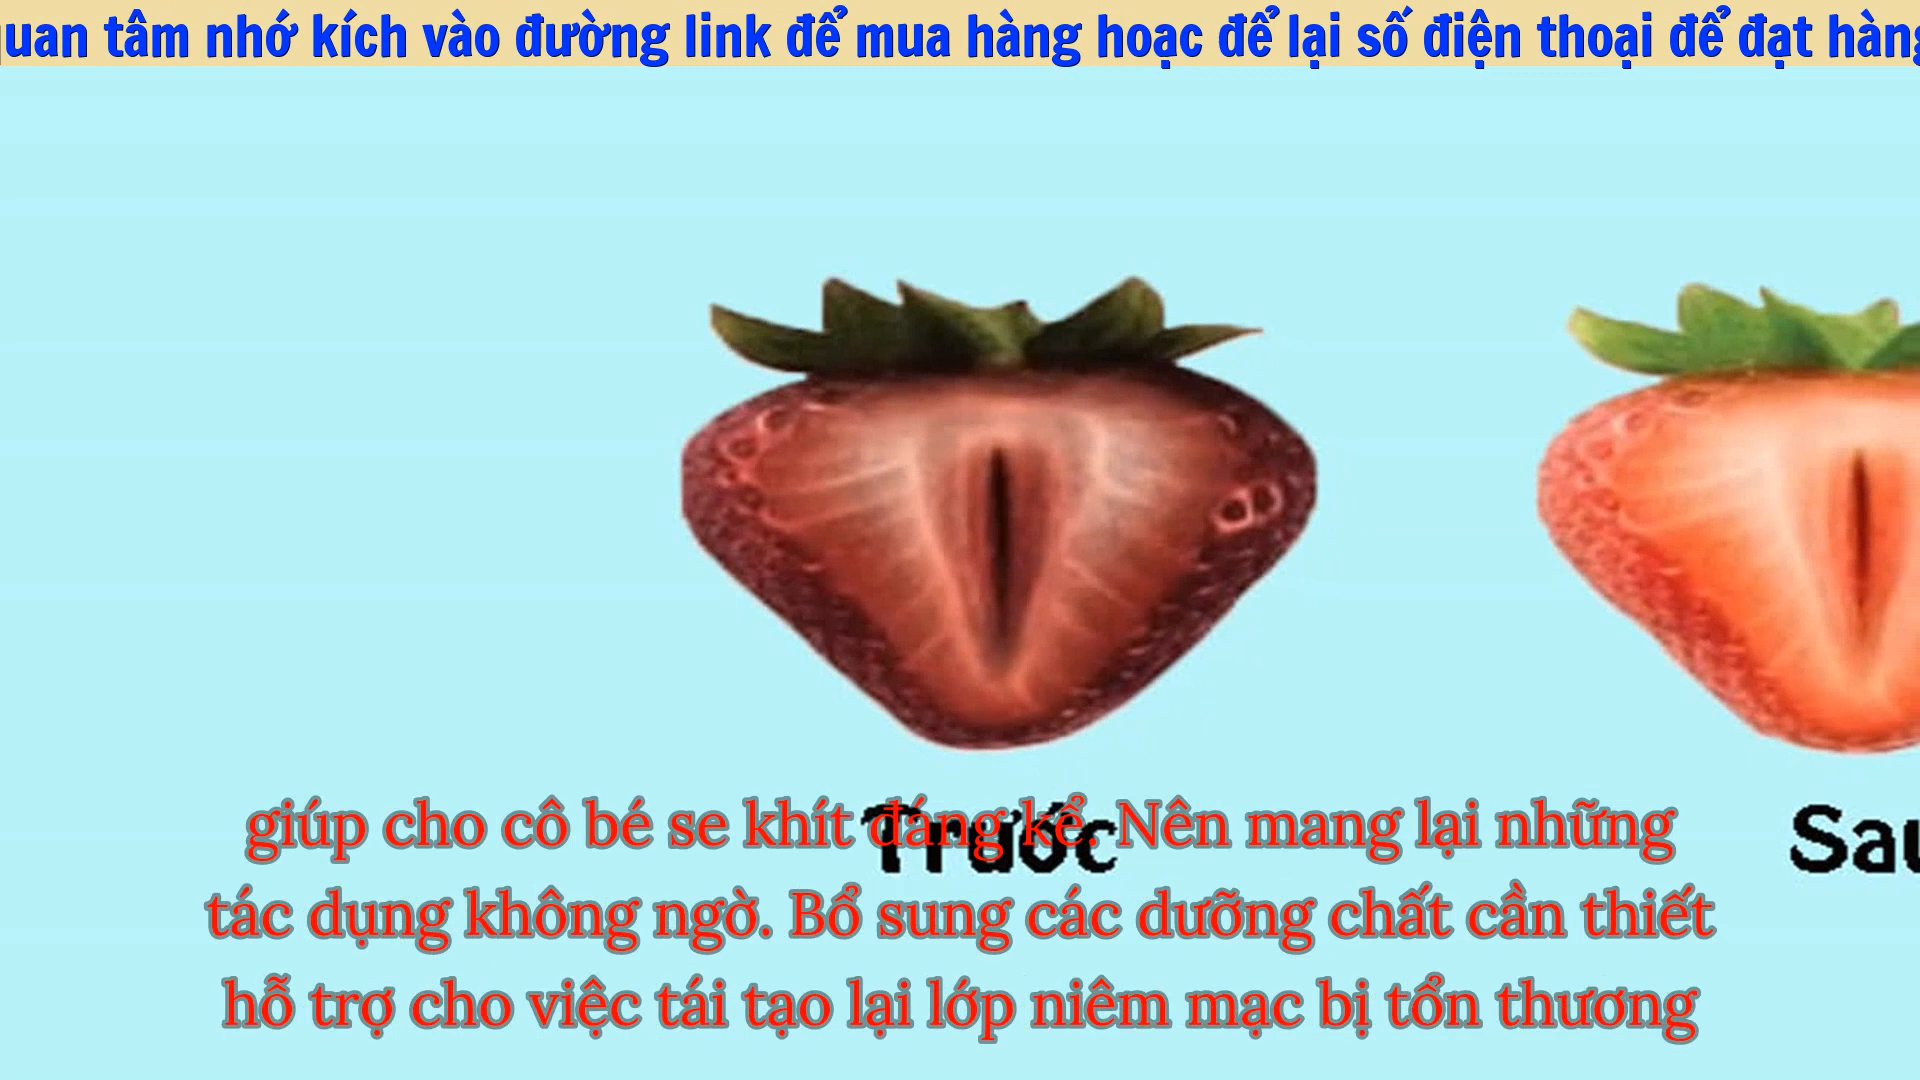 quan tâm nhớ kích vào đường link để mua hàng hoạc để lại số điện thoại để đạt hàng
Trước
Sau
giúp cho cô bé se khít đáng kể. Nên mang lại những
tác dụng không ngờ. Bổ sung các dưỡng chất cần thiết
hỗ trợ cho việc tái tạo lại lớp niêm mạc bị tổn thương